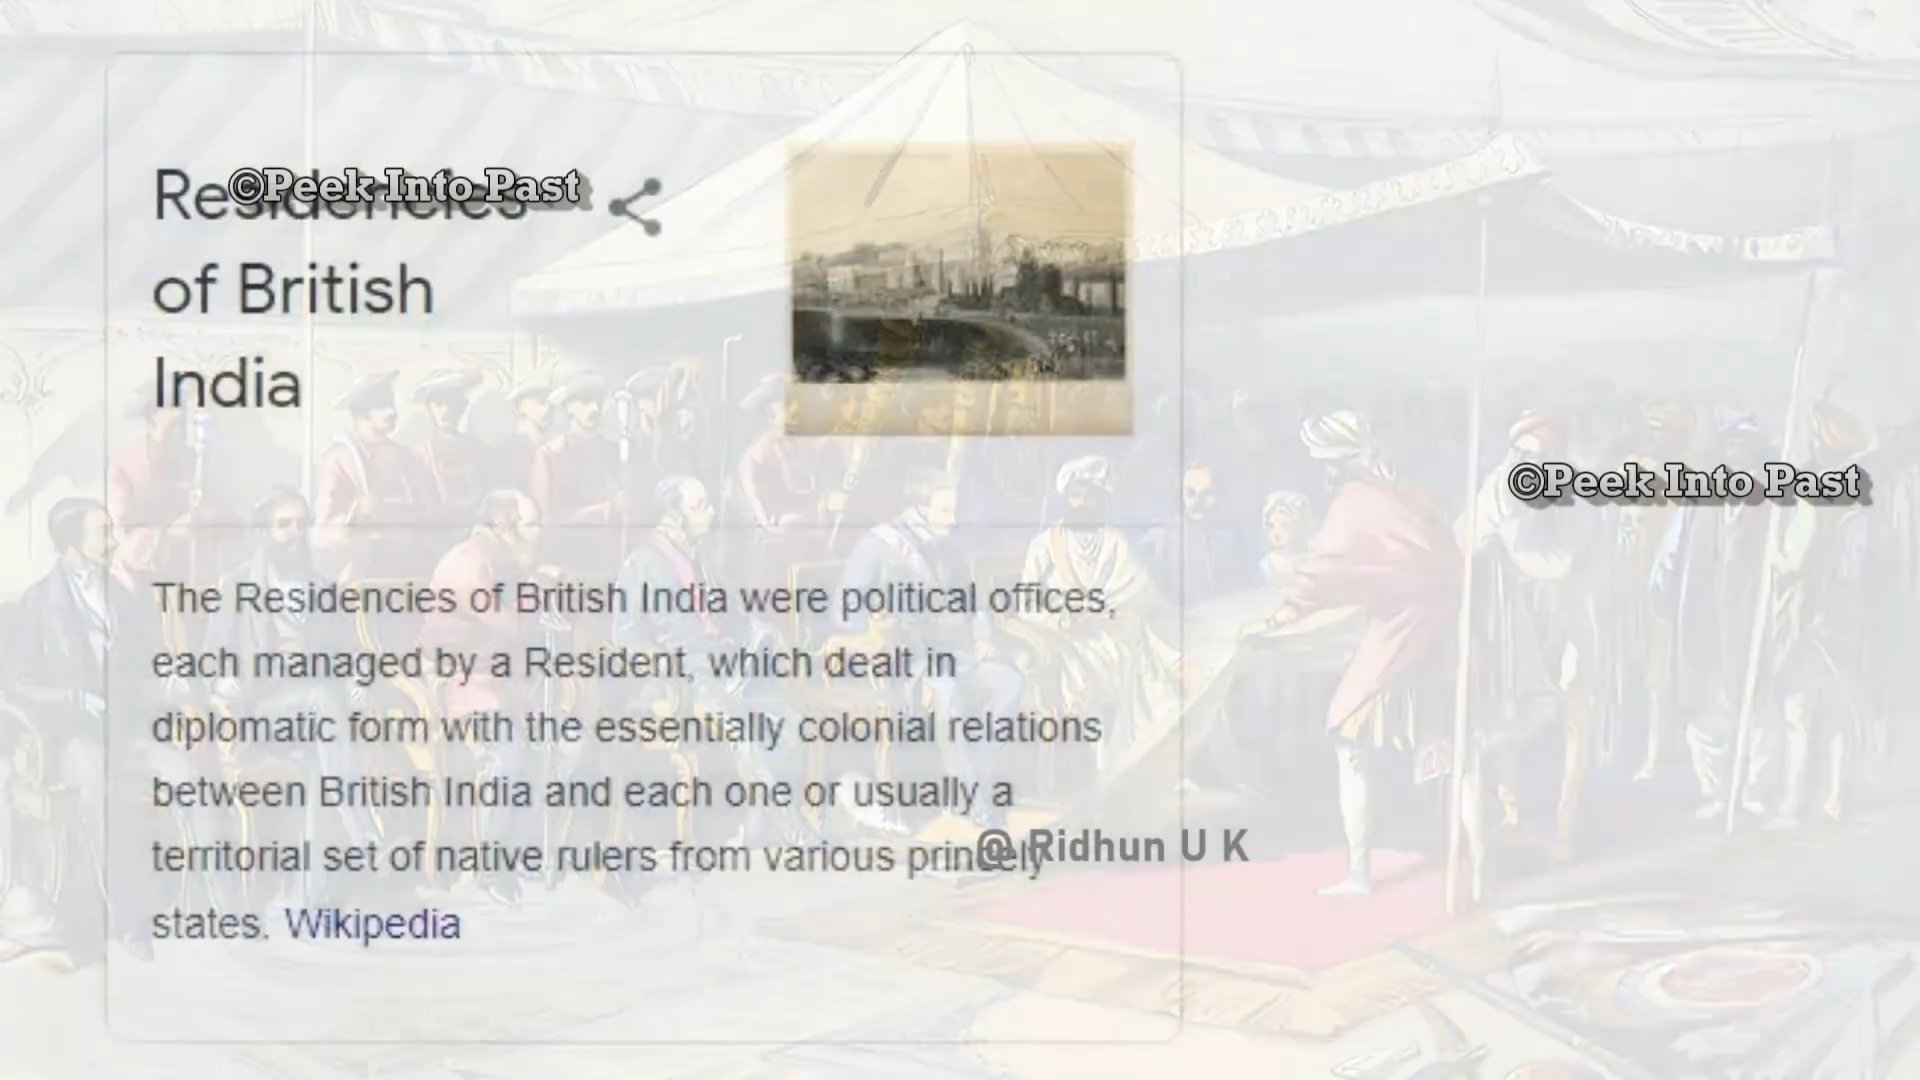 Residencies
©Peek Into Past
of British
India
©Peek Into Past
The Residencies of British India were political offices,
each managed by a Resident, which dealt in
diplomatic form with the essentially colonial relations
between British India and each one or usually a
territorial set of native rulers from various princely
@ Ridhun U K
states. Wikipedia